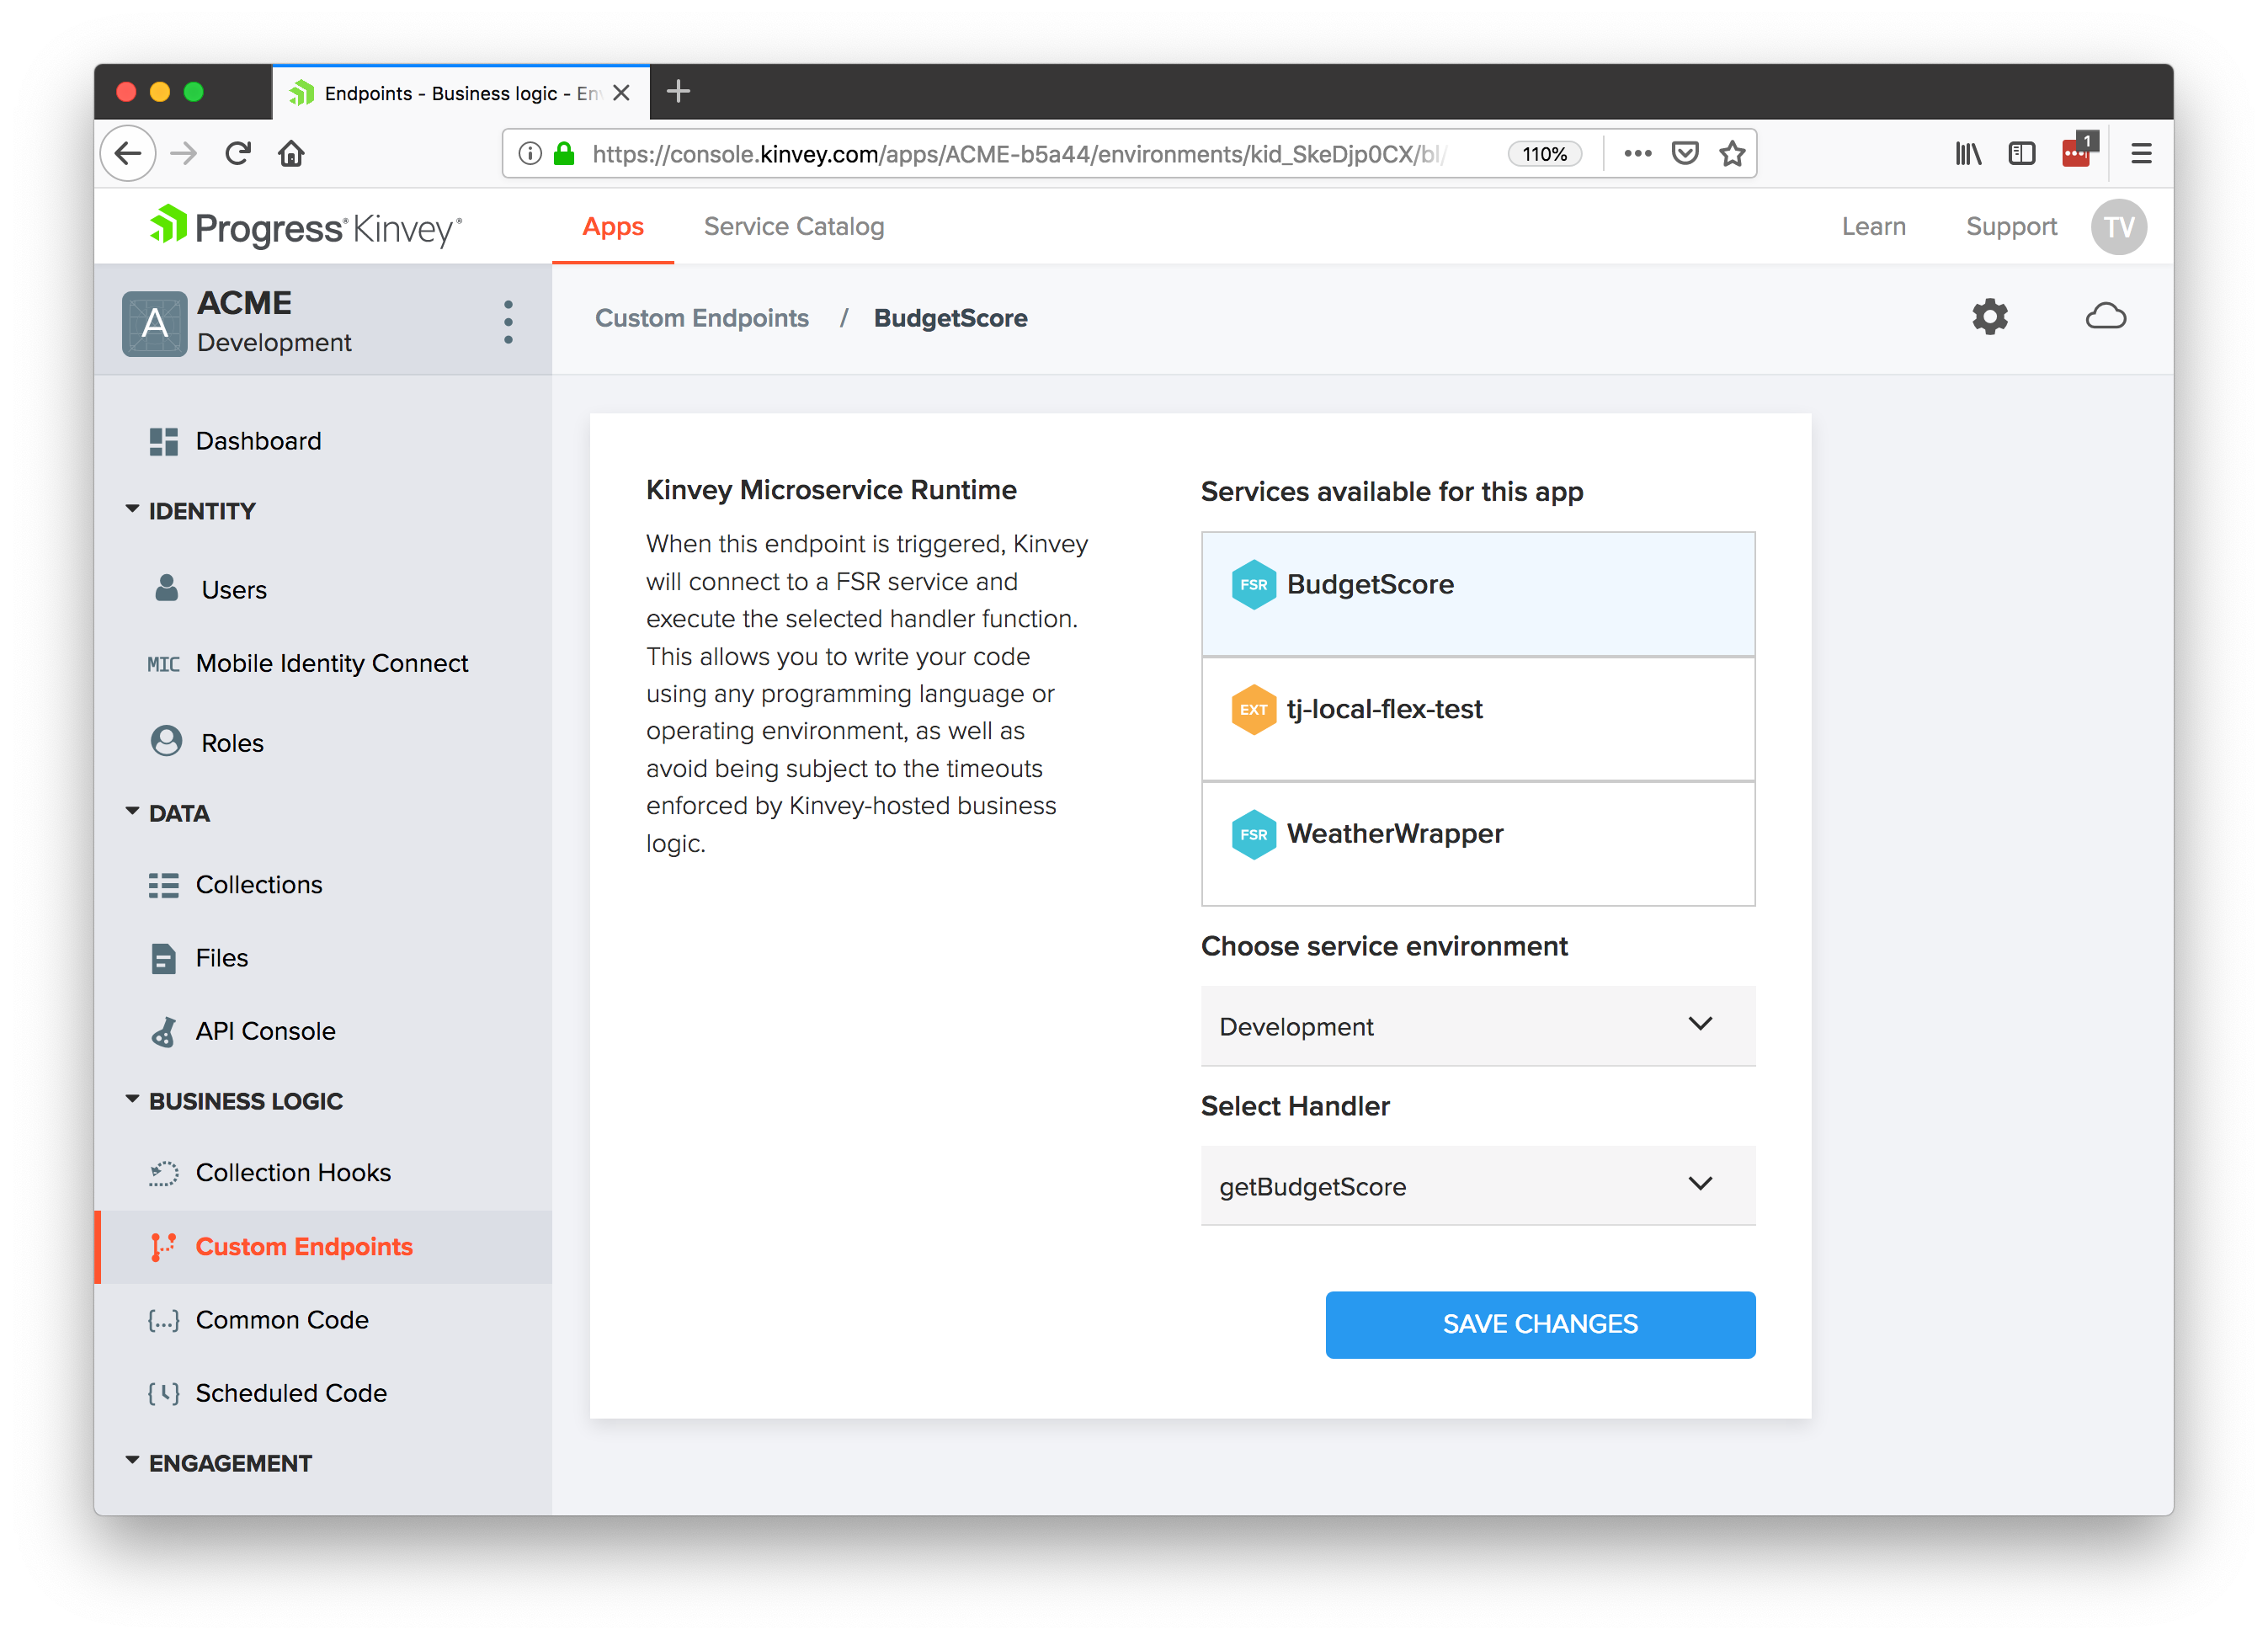 Endpoints - Business logic - En
https://console.kinvey.com/apps/ACME-b5a44/environments/kid_SkeDjp0CX/bl/
110%
1
Progress® Kinvey®
Apps
Service Catalog
Learn
Support
TV
A
ACME
Development
Custom Endpoints / BudgetScore
Dashboard
IDENTITY
Users
MIC Mobile Identity Connect
Roles
DATA
Collections
Files
API Console
BUSINESS LOGIC
Collection Hooks
Custom Endpoints
{...} Common Code
Scheduled Code
ENGAGEMENT
Kinvey Microservice Runtime
When this endpoint is triggered, Kinvey
will connect to a FSR service and
execute the selected handler function.
This allows you to write your code
using any programming language or
operating environment, as well as
avoid being subject to the timeouts
enforced by Kinvey-hosted business
logic.
Services available for this app
FSR BudgetScore
EXT tj-local-flex-test
FSR WeatherWrapper
Choose service environment
Development
Select Handler
getBudgetScore
SAVE CHANGES